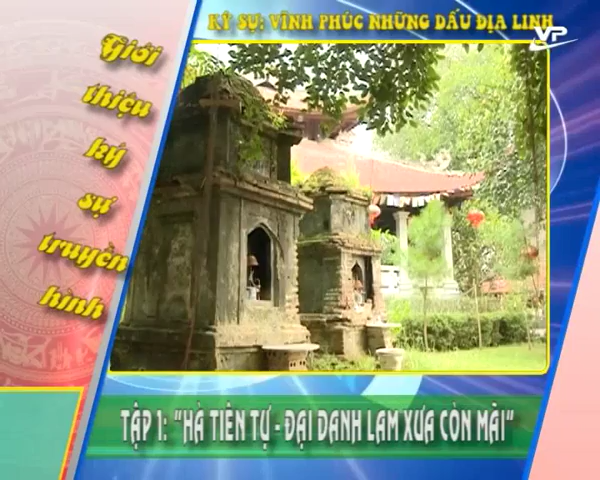 KÝ SỰ: VĨNH PHÚC NHỮNG DẤU ĐỊA LINH
VP
Giới
thiệu
ký
sự
truyền
hình
TẬP 1: "HÀ TIÊN TỰ - ĐẠI DANH LAM XƯA CÒN MÃI"